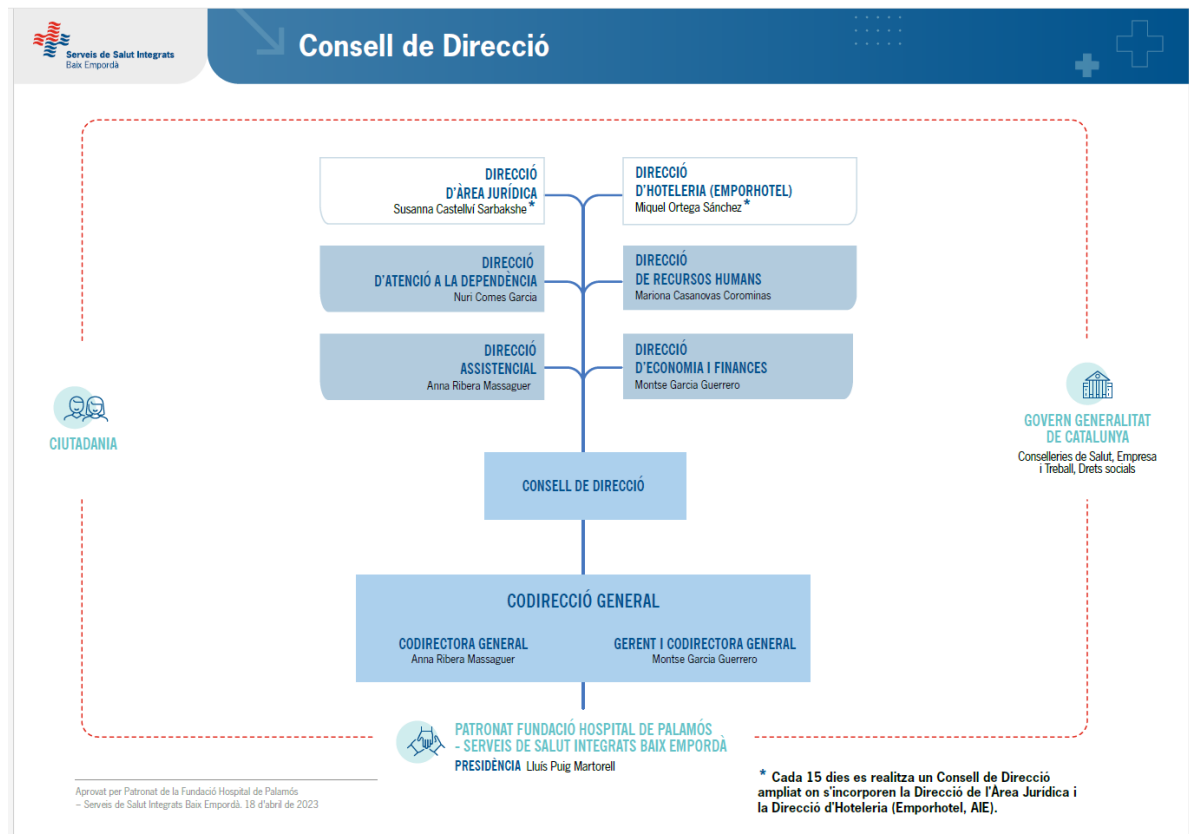 Serveis de Salut Integrats
Baix Empordà
Consell de Direcció
DIRECCIÓ
D'ÀREA JURÍDICA
Susanna Castellví Sarbakshe *
DIRECCIÓ
D'HOTELERIA (EMPORHOTEL)
Miquel Ortega Sánchez *
DIRECCIÓ
D'ATENCIÓ A LA DEPENDÈNCIA
Nuri Comes Garcia
DIRECCIÓ
DE RECURSOS HUMANS
Mariona Casanovas Corominas
DIRECCIÓ
ASSISTENCIAL
Anna Ribera Massaguer
DIRECCIÓ
D'ECONOMIA I FINANCES
Montse Garcia Guerrero
CIUTADANIA
GOVERN GENERALITAT
DE CATALUNYA
Conselleries de Salut, Empresa
i Treball, Drets socials
CONSELL DE DIRECCIÓ
CODIRECCIÓ GENERAL
CODIRECTORA GENERAL
Anna Ribera Massaguer
GERENT I CODIRECTORA GENERAL
Montse Garcia Guerrero
PATRONAT FUNDACIÓ HOSPITAL DE PALAMÓS
- SERVEIS DE SALUT INTEGRATS BAIX EMPORDÀ
PRESIDÈNCIA Lluís Puig Martorell
Aprovat per Patronat de la Fundació Hospital de Palamós
– Serveis de Salut Integrats Baix Empordà. 18 d'abril de 2023
* Cada 15 dies es realitza un Consell de Direcció
ampliat on s'incorporen la Direcció de l'Àrea Jurídica i
la Direcció d'Hoteleria (Emporhotel, AIE).